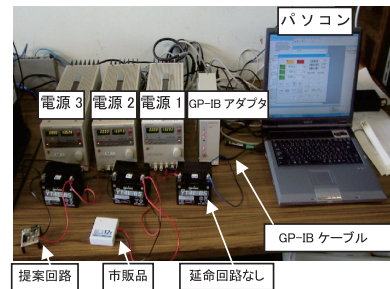 パソコン
電源 3
電源 2
電源 1
GP-IB アダプタ
GP-IB ケーブル
提案回路
市販品
延命回路なし